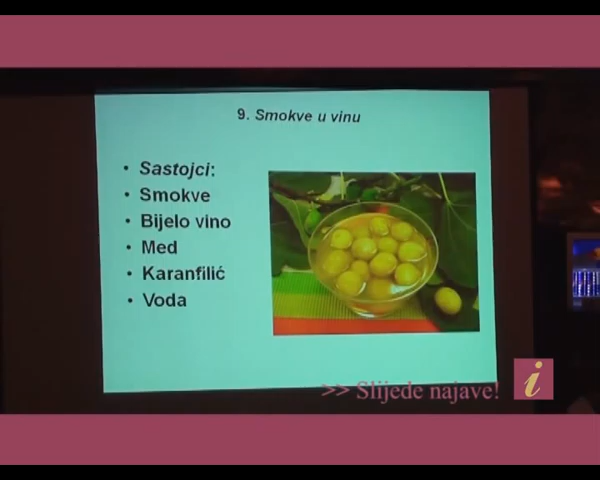 9. Smokve u vinu
• Sastojci:
• Smokve
• Bijelo vino
• Med
• Karanfilić
• Voda
>> Slijede najave!
i